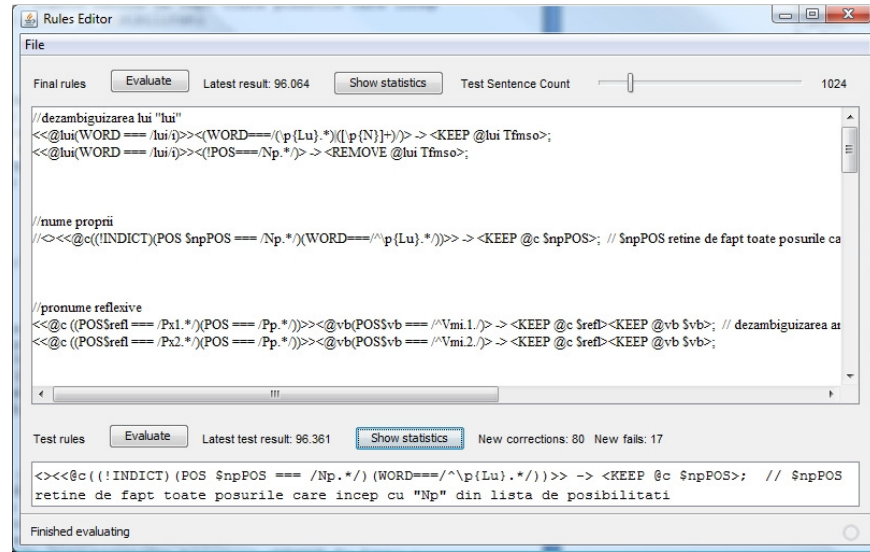 Rules Editor
File
Final rules Evaluate Latest result: 96.064 Show statistics Test Sentence Count 1024
//dezambiguizarea lui "lui"
<<@lui(WORD === /lui/i)>><(WORD===/(\p{Lu}.*)|([\p{N}]+)/)> -> <KEEP @lui Tfmso>;
<<@lui(WORD === /lui/i)>><(!POS===/Np.*/)> -> <REMOVE @lui Tfmso>;
//nume proprii
//<><<@c((!INDICT)(POS $npPOS === /Np.*/)(WORD===/^\p{Lu}.*/))>> -> <KEEP @c $npPOS>; // $npPOS retine de fapt toate posurile ca
//pronume reflexive
<<@c ((POS$refl === /Px1.*/)(POS === /Pp.*/))>><@vb(POS$vb === /^Vmi.1./)> -> <KEEP @c $refl><KEEP @vb $vb>; // dezambiguizarea
<<@c ((POS$refl === /Px2.*/)(POS === /Pp.*/))>><@vb(POS$vb === /^Vmi.2./)> -> <KEEP @c $refl><KEEP @vb $vb>;
Test rules Evaluate Latest test result: 96.361 Show statistics New corrections: 80 New fails: 17
<><<@c((!INDICT)(POS $npPOS === /Np.*/)(WORD===/^\p{Lu}.*/))>> -> <KEEP @c $npPOS>; // $npPOS
retine de fapt toate posurile care incep cu "Np" din lista de posibilitati
Finished evaluating